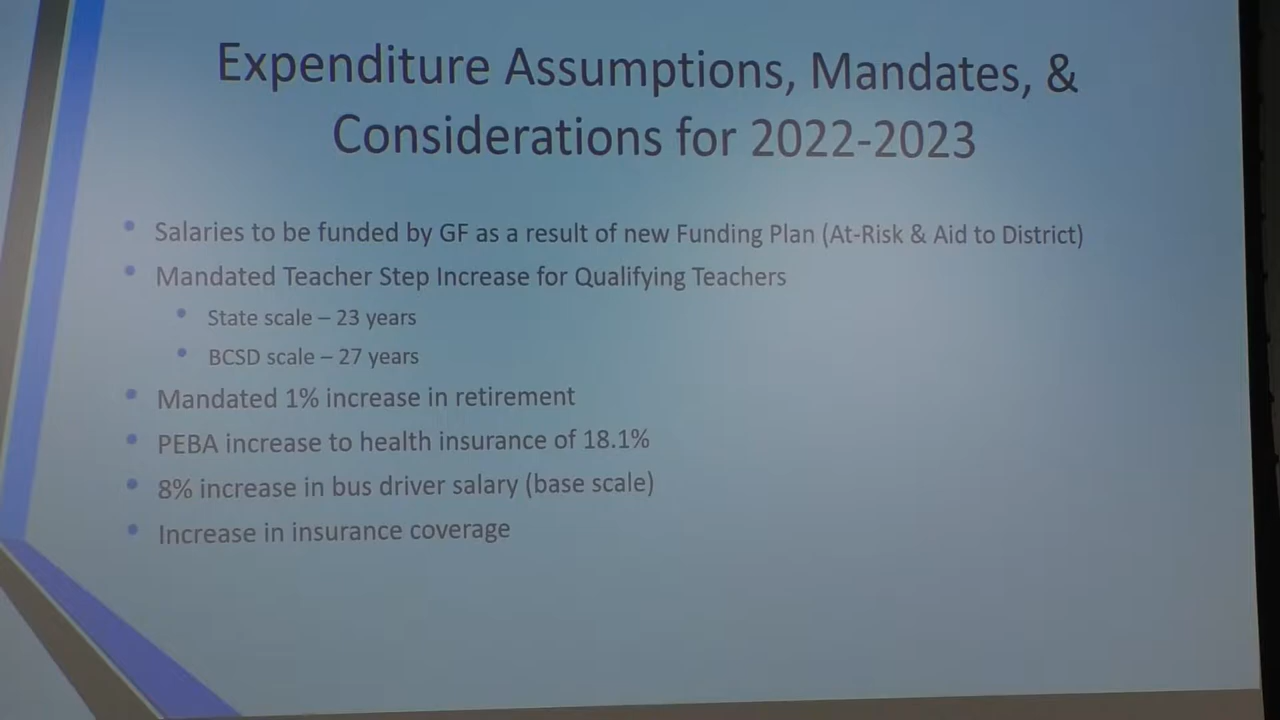 Expenditure Assumptions, Mandates, &
Considerations for 2022-2023
• Salaries to be funded by GF as a result of new Funding Plan (At-Risk & Aid to District)
• Mandated Teacher Step Increase for Qualifying Teachers
• State scale – 23 years
• BCSD scale – 27 years
• Mandated 1% increase in retirement
• PEBA increase to health insurance of 18.1%
• 8% increase in bus driver salary (base scale)
• Increase in insurance coverage